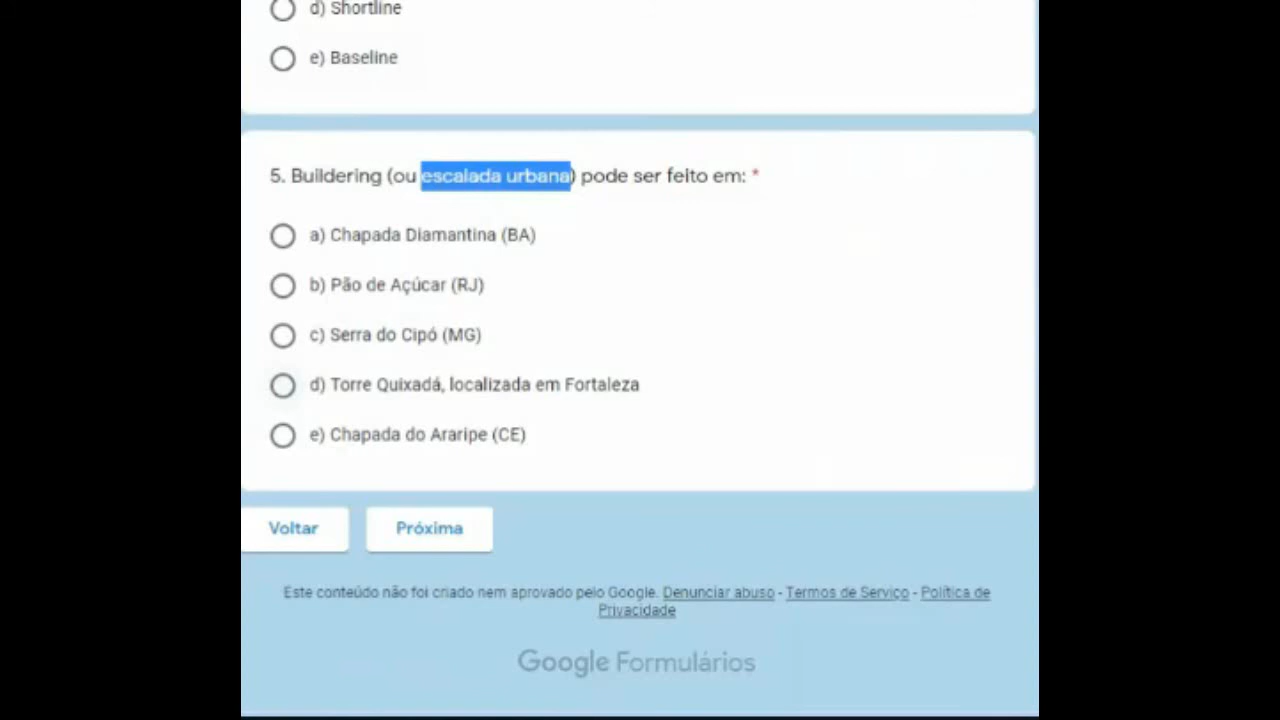 d) Shortline
e) Baseline
5. Buildering (ou escalada urbana) pode ser feito em: *
a) Chapada Diamantina (BA)
b) Pão de Açúcar (RJ)
c) Serra do Cipó (MG)
d) Torre Quixadá, localizada em Fortaleza
e) Chapada do Araripe (CE)
Voltar
Próxima
Este conteúdo não foi criado nem aprovado pelo Google. Denunciar abuso - Termos de Serviço - Política de
Privacidade
Google Formulários